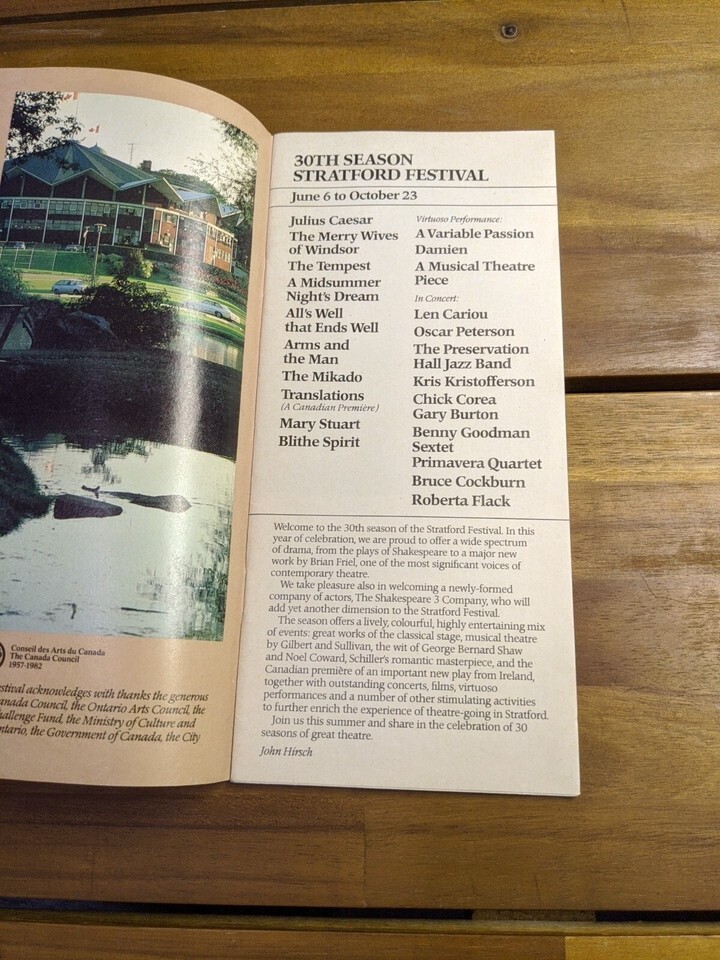 Conseil des Arts du Canada
The Canada Council
1957-1982
acknowledges with thanks the generous
Council, the Ontario Arts Council, the
Fund, the Ministry of Culture and
the Government of Canada, the City
30TH SEASON
STRATFORD FESTIVAL
June 6 to October 23
Julius Caesar
The Merry Wives
of Windsor
The Tempest
A Midsummer
Night's Dream
All's Well
that Ends Well
Arms and
the Man
The Mikado
Translations
(A Canadian Première)
Mary Stuart
Blithe Spirit
Virtuoso Performance:
A Variable Passion
Damien
A Musical Theatre
Piece
In Concert:
Len Cariou
Oscar Peterson
The Preservation
Hall Jazz Band
Kris Kristofferson
Chick Corea
Gary Burton
Benny Goodman
Sextet
Primavera Quartet
Bruce Cockburn
Roberta Flack
Welcome to the 30th season of the Stratford Festival. In this
year of celebration, we are proud to offer a wide spectrum
of drama, from the plays of Shakespeare to a major new
work by Brian Friel, one of the most significant voices of
contemporary theatre.
We take pleasure also in welcoming a newly-formed
company of actors, The Shakespeare 3 Company, who will
add yet another dimension to the Stratford Festival.
The season offers a lively, colourful, highly entertaining mix
of events: great works of the classical stage, musical theatre
by Gilbert and Sullivan, the wit of George Bernard Shaw
and Noel Coward, Schiller's romantic masterpiece, and the
Canadian première of an important new play from Ireland,
together with outstanding concerts, films, virtuoso
performances and a number of other stimulating activities
to further enrich the experience of theatre-going in Stratford.
Join us this summer and share in the celebration of 30
seasons of great theatre.
John Hirsch